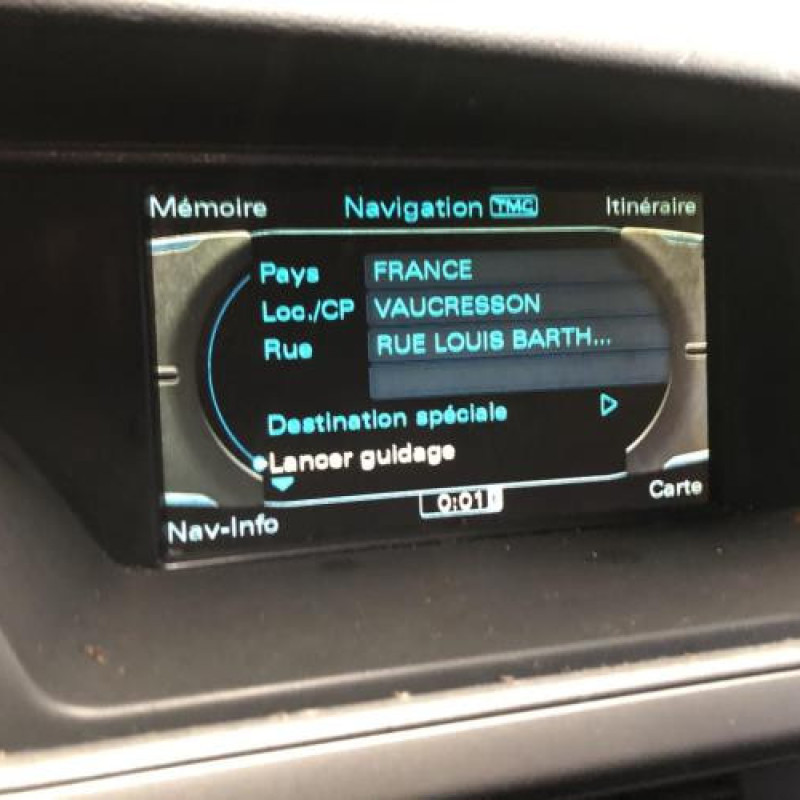 Mémoire Navigation TMC Itinéraire
Pays FRANCE
Loc./CP VAUCRESSON
Rue RUE LOUIS BARTH...
Destination spéciale
Lancer guidage
0:01
Nav-Info Carte